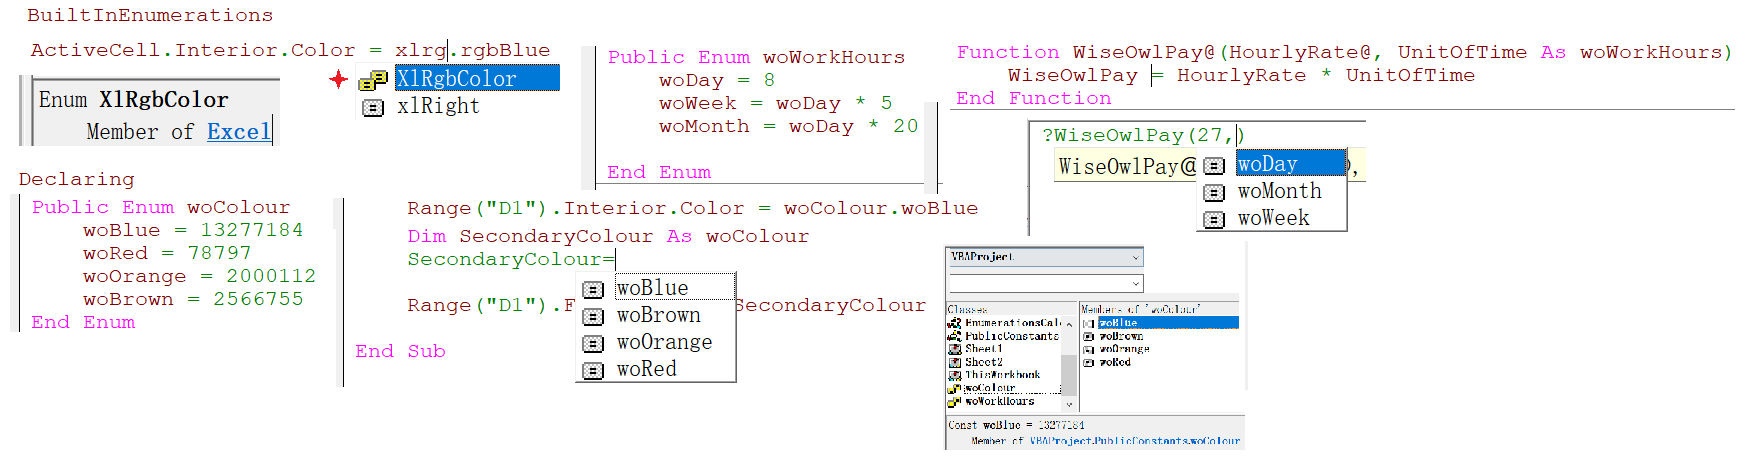 BuiltInEnumerations
ActiveCell.Interior.Color = xlrg.rgbBlue
XlRgbColor
xlRight
Enum XlRgbColor
Member of Excel
Public Enum woWorkHours
woDay = 8
woWeek = woDay * 5
woMonth = woDay * 20
End Enum
Function WiseOwlPay@(HourlyRate@, UnitOfTime As woWorkHours)
WiseOwlPay = HourlyRate * UnitOfTime
End Function
?WiseOwlPay(27,)
WiseOwlPay@
woDay
woMonth
woWeek
Declaring
Public Enum woColour
woBlue = 13277184
woRed = 78797
woOrange = 2000112
woBrown = 2566755
End Enum
Range("D1").Interior.Color = woColour.woBlue
Dim SecondaryColour As woColour
SecondaryColour=
woBlue
Range("D1").F SecondaryColour
woBrown
woOrange
woRed
End Sub
VBAProject
Classes
EnumerationsCal
PublicConstants
Sheet1
Sheet2
ThisWorkbook
woColour
woWorkHours
Members of 'woColour'
woBlue
woBrown
woOrange
woRed
Const woBlue = 13277184
Member of VBAProject.PublicConstants.woColour